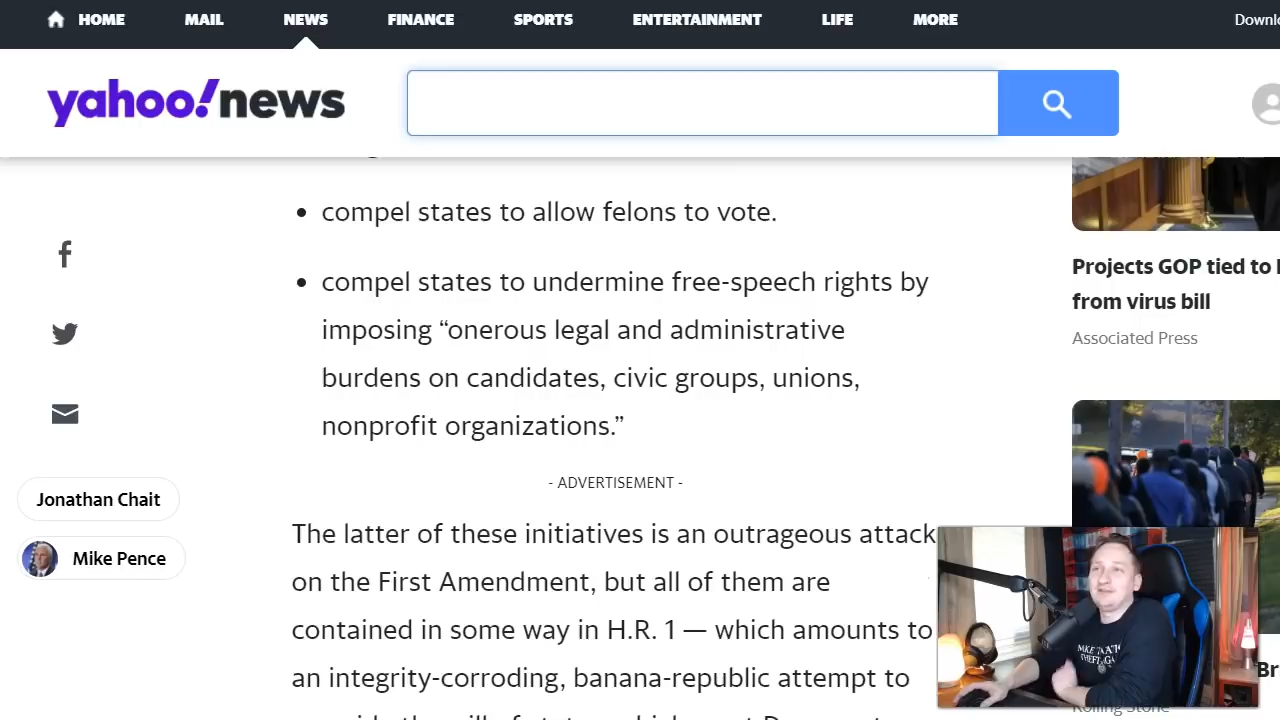 HOME MAIL NEWS FINANCE SPORTS ENTERTAINMENT LIFE MORE
yahoo!news
• compel states to allow felons to vote.
• compel states to undermine free-speech rights by
imposing “onerous legal and administrative
burdens on candidates, civic groups, unions,
nonprofit organizations.”
- ADVERTISEMENT -
The latter of these initiatives is an outrageous attack
on the First Amendment, but all of them are
contained in some way in H.R. 1 — which amounts to
an integrity-corroding, banana-republic attempt to
Jonathan Chait
Mike Pence
Projects GOP tied to
from virus bill
Associated Press
Rolling Stone